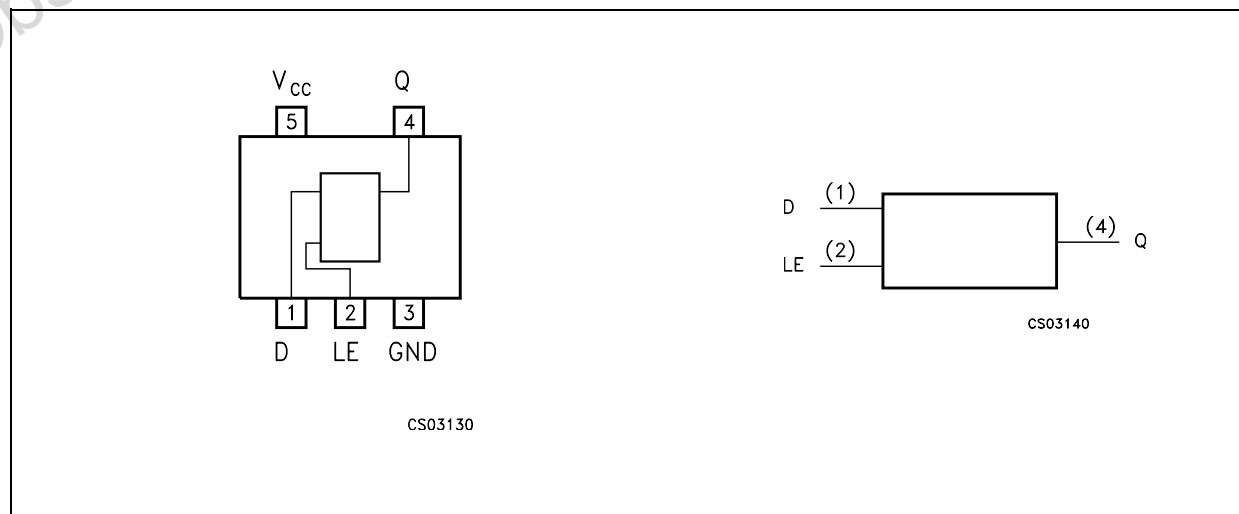 V CC Q
5 4
1 2 3
D LE GND
CS03130
D (1)
LE (2)
(4) Q
CS03140